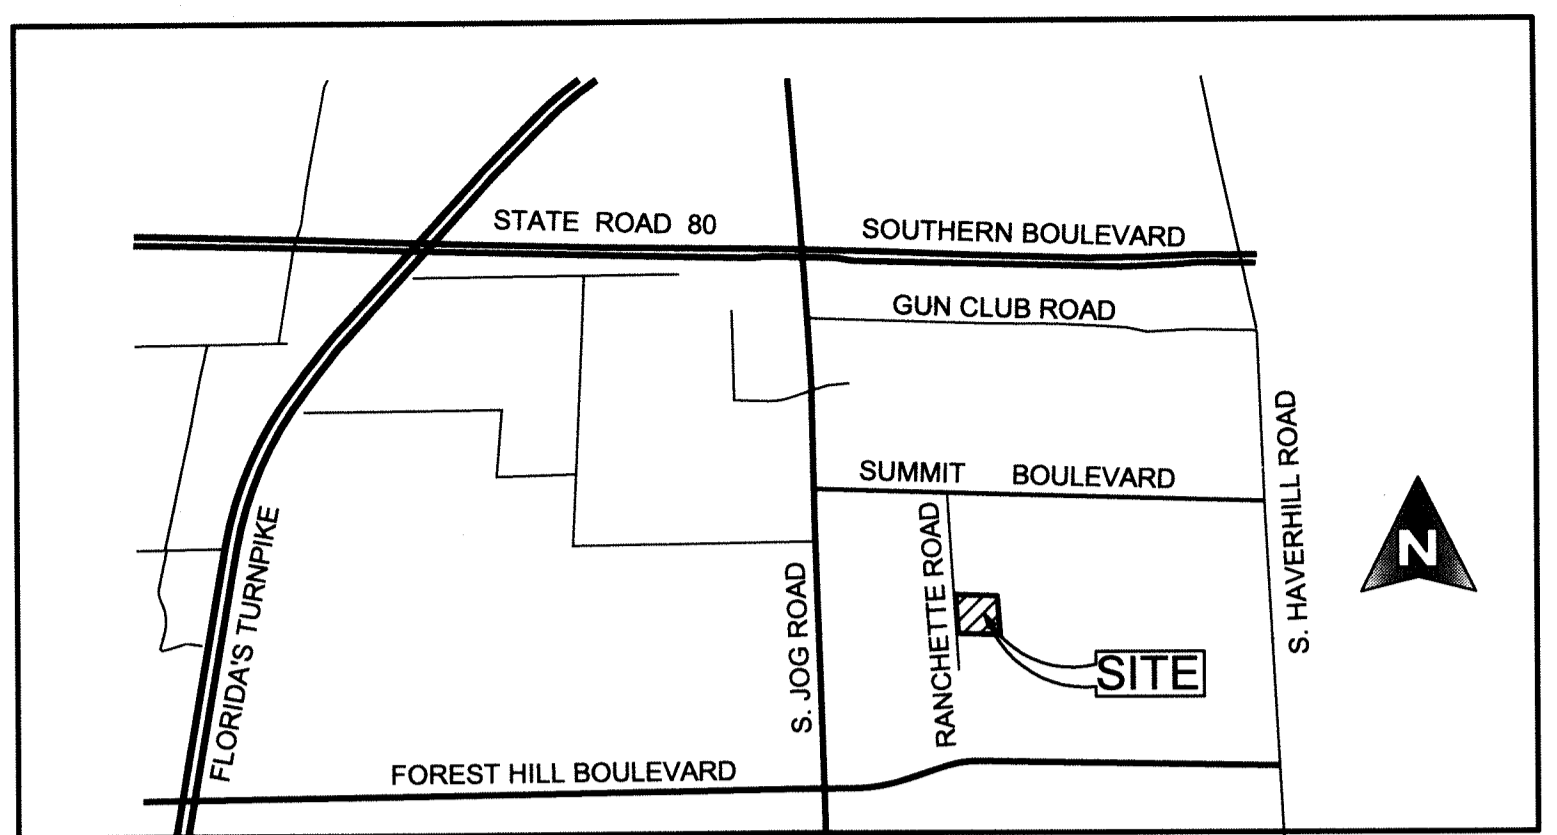 STATE ROAD 80
SOUTHERN BOULEVARD
GUN CLUB ROAD
SUMMIT BOULEVARD
S. HAVERHILL ROAD
N
FLORIDA'S TURNPIKE
S. JOG ROAD
RANCHETTE ROAD
SITE
FOREST HILL BOULEVARD